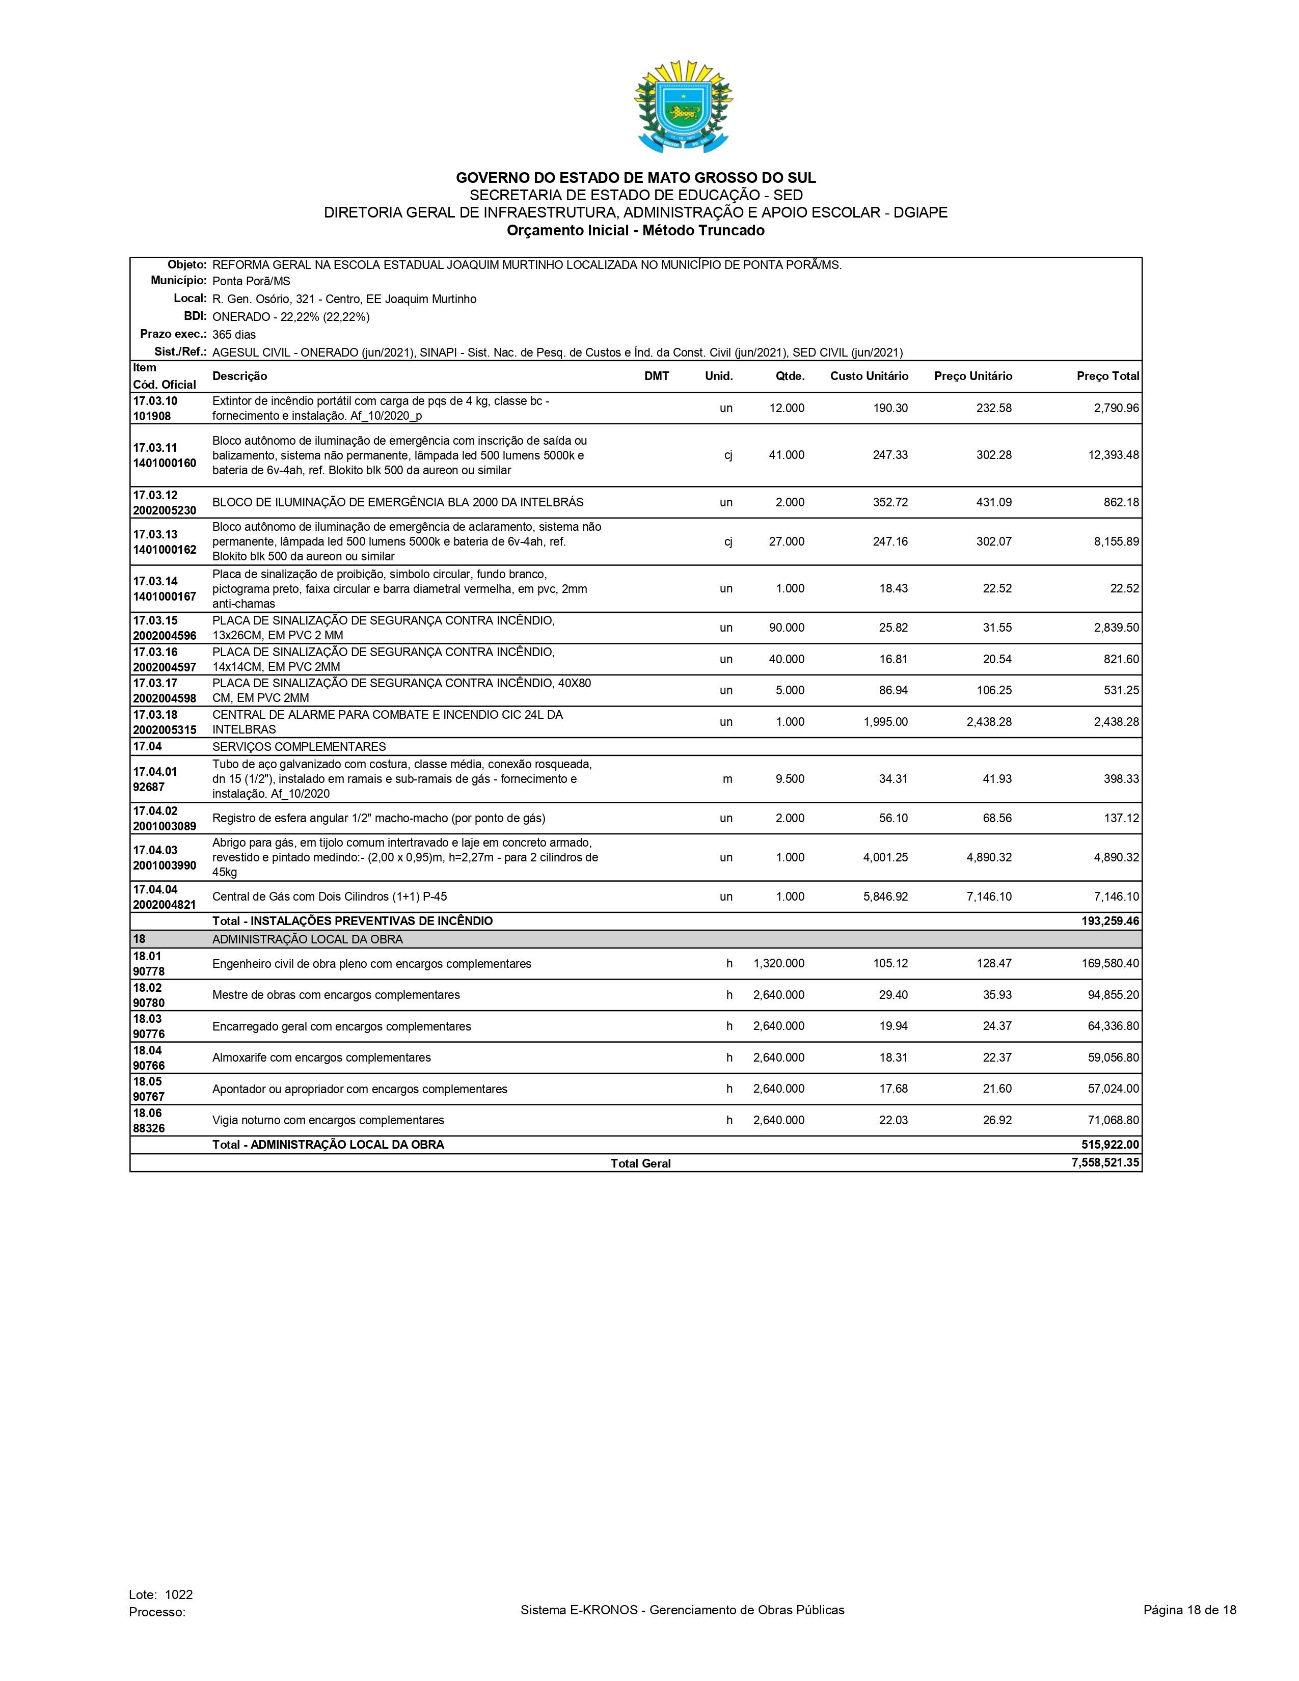 GOVERNO DO ESTADO DE MATO GROSSO DO SUL
SECRETARIA DE ESTADO DE EDUCAÇÃO - SED
DIRETORIA GERAL DE INFRAESTRUTURA, ADMINISTRAÇÃO E APOIO ESCOLAR - DGIAPE
Orçamento Inicial - Método Truncado
Objeto: REFORMA GERAL NA ESCOLA ESTADUAL JOAQUIM MURTINHO LOCALIZADA NO MUNICÍPIO DE PONTA PORÃ/MS.
Município: Ponta Porã/MS
Local: R. Gen. Osório, 321 - Centro, EE Joaquim Murtinho
BDI: ONERADO - 22,22% (22,22%)
Prazo exec.: 365 dias
Sist./Ref.: AGESUL CIVIL - ONERADO (jun/2021), SINAPI - Sist. Nac. de Pesq. de Custos e Índ. da Const. Civil (jun/2021), SED CIVIL (jun/2021)
Item
Cód. Oficial Descrição DMT Unid. Qtde. Custo Unitário Preço Unitário Preço Total
17.03.10 Extintor de incêndio portátil com carga de pqs de 4 kg, classe bc -
101908 fornecimento e instalação. Af_10/2020_p un 12.000 190.30 232.58 2,790.96
Bloco autônomo de iluminação de emergência com inscrição de saída ou
17.03.11 balizamento, sistema não permanente, lâmpada led 500 lumens 5000k e cj 41.000 247.33 302.28 12,393.48
1401000160 bateria de 6v-4ah, ref. Blokito blk 500 da aureon ou similar
17.03.12
2002005230 BLOCO DE ILUMINAÇÃO DE EMERGÊNCIA BLA 2000 DA INTELBRÁS un 2.000 352.72 431.09 862.18
Bloco autônomo de iluminação de emergência de aclaramento, sistema não
17.03.13 permanente, lâmpada led 500 lumens 5000k e bateria de 6v-4ah, ref. cj 27.000 247.16 302.07 8,155.89
1401000162 Blokito blk 500 da aureon ou similar
Placa de sinalização de proibição, simbolo circular, fundo branco,
17.03.14 pictograma preto, faixa circular e barra diametral vermelha, em pvc, 2mm un 1.000 18.43 22.52 22.52
1401000167 anti-chamas
17.03.15 PLACA DE SINALIZAÇÃO DE SEGURANÇA CONTRA INCÊNDIO,
2002004596 13x26CM, EM PVC 2 MM un 90.000 25.82 31.55 2,839.50
17.03.16 PLACA DE SINALIZAÇÃO DE SEGURANÇA CONTRA INCÊNDIO,
2002004597 14x14CM, EM PVC 2MM un 40.000 16.81 20.54 821.60
17.03.17 PLACA DE SINALIZAÇÃO DE SEGURANÇA CONTRA INCÊNDIO, 40X80
2002004598 CM, EM PVC 2MM un 5.000 86.94 106.25 531.25
17.03.18 CENTRAL DE ALARME PARA COMBATE E INCENDIO CIC 24L DA
2002005315 INTELBRAS un 1.000 1,995.00 2,438.28 2,438.28
17.04 SERVIÇOS COMPLEMENTARES
Tubo de aço galvanizado com costura, classe média, conexão rosqueada,
17.04.01 dn 15 (1/2"), instalado em ramais e sub-ramais de gás - fornecimento e m 9.500 34.31 41.93 398.33
92687 instalação. Af_10/2020
17.04.02
2001003089 Registro de esfera angular 1/2" macho-macho (por ponto de gás) un 2.000 56.10 68.56 137.12
Abrigo para gás, em tijolo comum intertravado e laje em concreto armado,
17.04.03 revestido e pintado medindo:- (2,00 x 0,95)m, h=2,27m - para 2 cilindros de un 1.000 4,001.25 4,890.32 4,890.32
2001003990 45kg
17.04.04
2002004821 Central de Gás com Dois Cilindros (1+1) P-45 un 1.000 5,846.92 7,146.10 7,146.10
Total - INSTALAÇÕES PREVENTIVAS DE INCÊNDIO 193,259.46
18 ADMINISTRAÇÃO LOCAL DA OBRA
18.01
90778 Engenheiro civil de obra pleno com encargos complementares h 1,320.000 105.12 128.47 169,580.40
18.02
90780 Mestre de obras com encargos complementares h 2,640.000 29.40 35.93 94,855.20
18.03
90776 Encarregado geral com encargos complementares h 2,640.000 19.94 24.37 64,336.80
18.04
90766 Almoxarife com encargos complementares h 2,640.000 18.31 22.37 59,056.80
18.05
90767 Apontador ou apropriador com encargos complementares h 2,640.000 17.68 21.60 57,024.00
18.06
88326 Vigia noturno com encargos complementares h 2,640.000 22.03 26.92 71,068.80
Total - ADMINISTRAÇÃO LOCAL DA OBRA 515,922.00
Total Geral 7,558,521.35
Lote: 1022
Processo: Sistema E-KRONOS - Gerenciamento de Obras Públicas Página 18 de 18